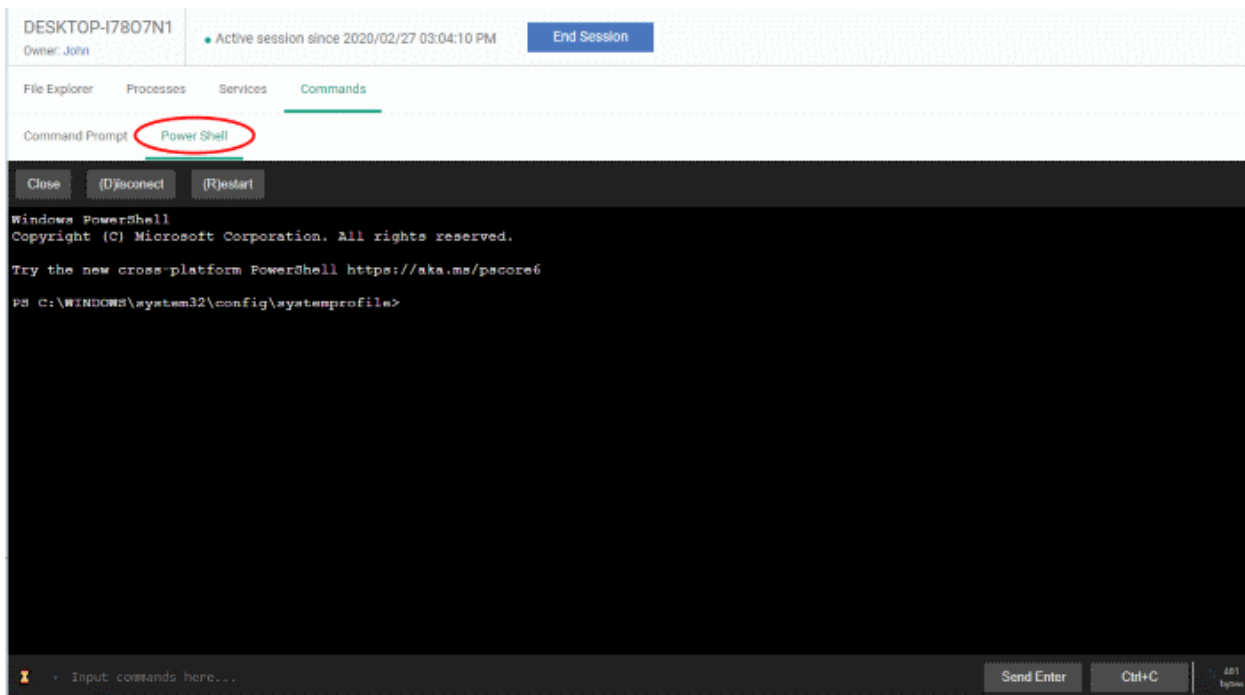 DESKTOP-I78O7N1
Owner: John
Active session since 2020/02/27 03:04:10 PM
End Session
File Explorer Processes Services Commands
Command Prompt Power Shell
Close (D)isconect (R)estart
Windows PowerShell
Copyright (C) Microsoft Corporation. All rights reserved.
Try the new cross-platform PowerShell https://aka.ms/pscore6
PS C:\WINDOWS\system32\config\systemprofile>
Input commands here...
Send Enter Ctrl+C
bytes